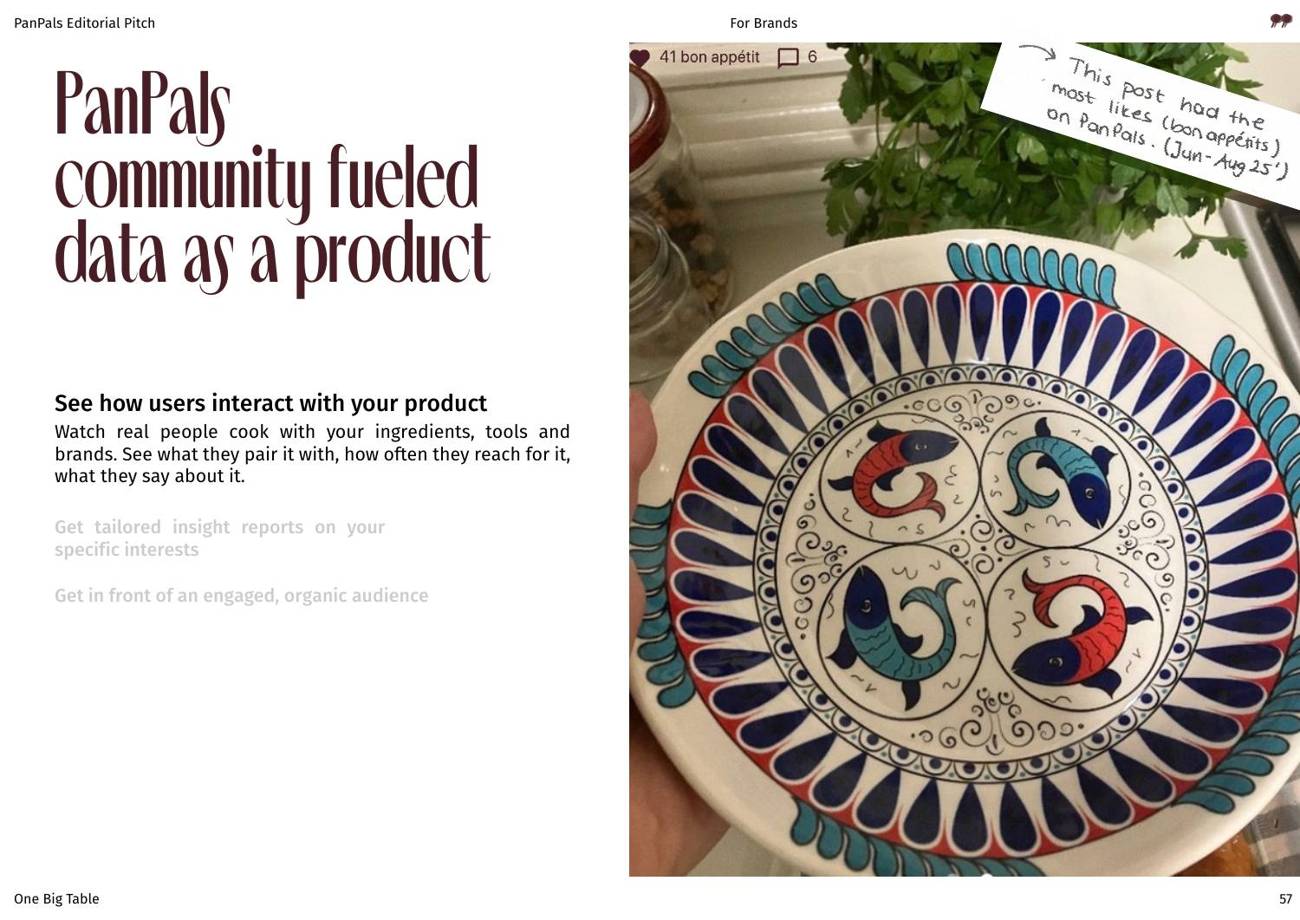 PanPals Editorial Pitch
For Brands
PanPals
community fueled
data as a product
See how users interact with your product
Watch real people cook with your ingredients, tools and
brands. See what they pair it with, how often they reach for it,
what they say about it.
Get tailored insight reports on your
specific interests
Get in front of an engaged, organic audience
41 bon appétit 6
This post had the
most likes (bon appétits)
on PanPals. (Jun-Aug 25')
One Big Table
57